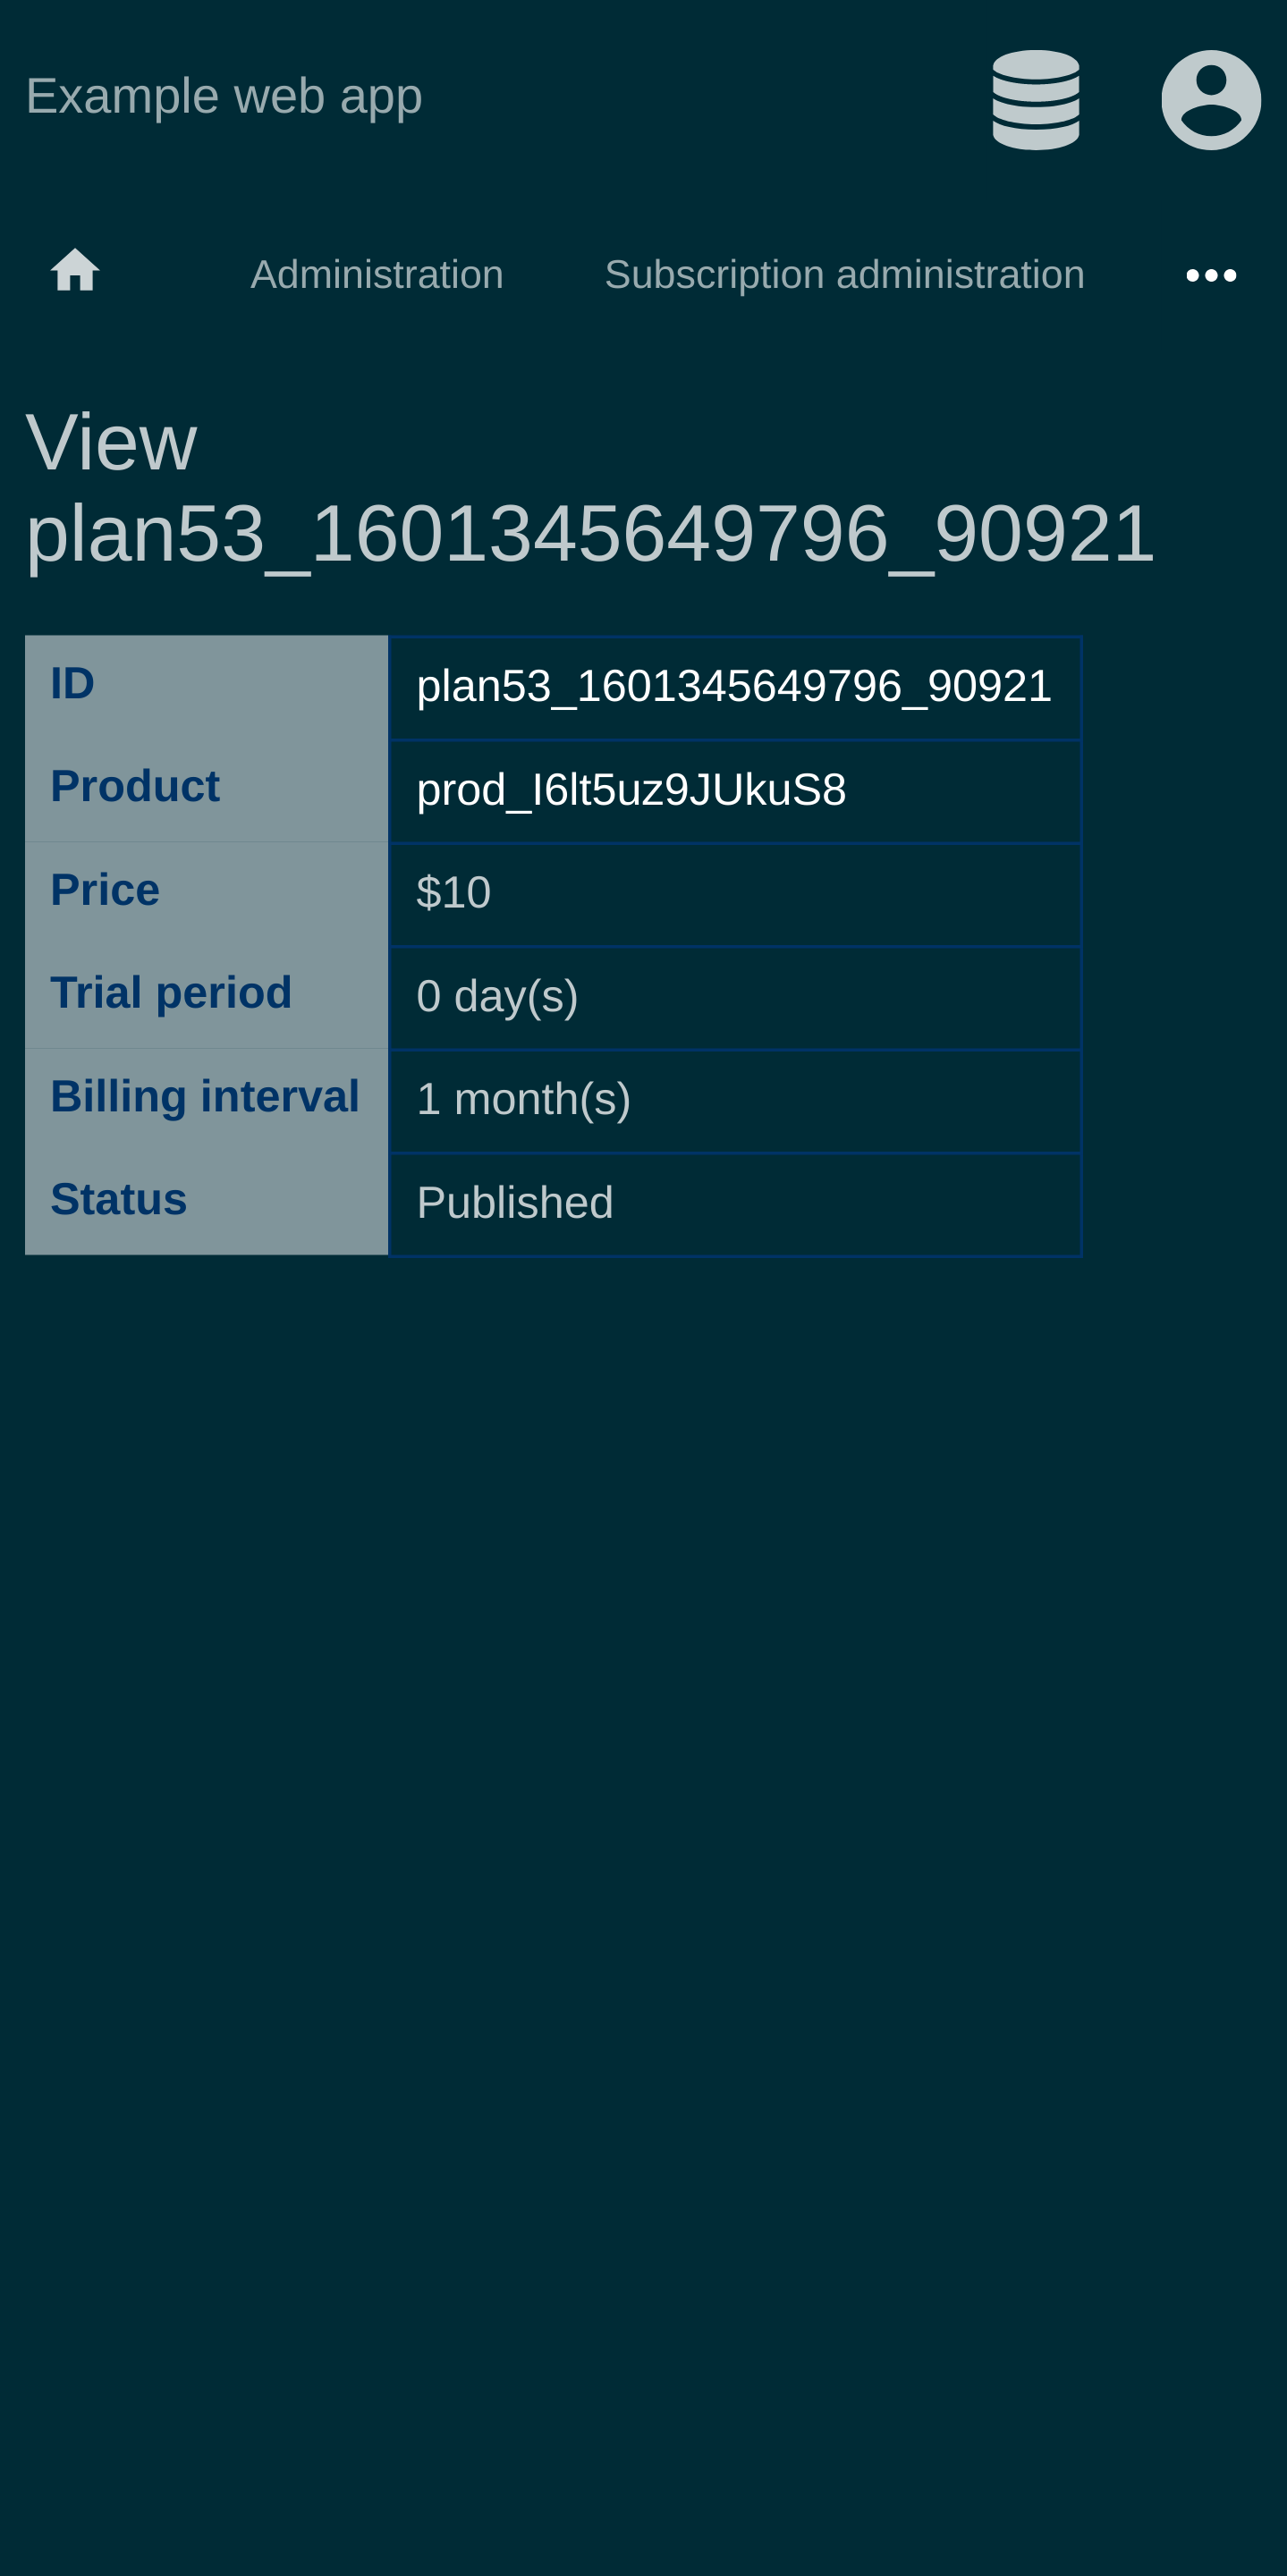 Example web app
Administration Subscription administration
View
plan53_1601345649796_90921
ID plan53_1601345649796_90921
Product prod_I6lt5uz9JUkuS8
Price $10
Trial period 0 day(s)
Billing interval 1 month(s)
Status Published